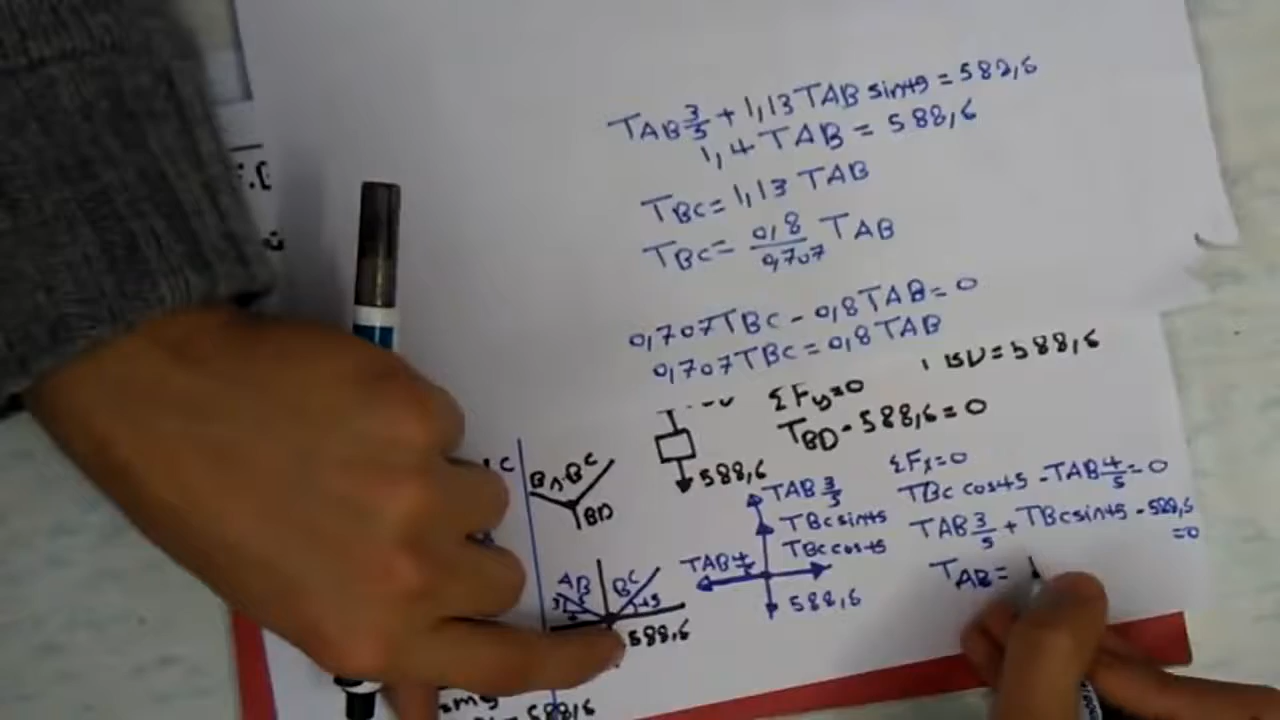 TAB 3/5 + 1,13 TAB sin45 = 588,6
1,4 TAB = 588,6
TBC = 1,13 TAB
TBC = 0,8/0,707 TAB
0,707 TBC - 0,8 TAB = 0
0,707 TBC = 0,8 TAB
= 588,6
ΣFy=0
TBD - 588,6 = 0
588,6
C
B
BC
BD
ΣFx=0
TBC cos45 - TAB 4/5 = 0
TAB 3/5 + TBC sin45 - 588,6
=0
TAB =
TAB 3/5
TBC sin45
TBC cos45
TAB 4/5
588,6
AB
BC
45
588,6
588,6